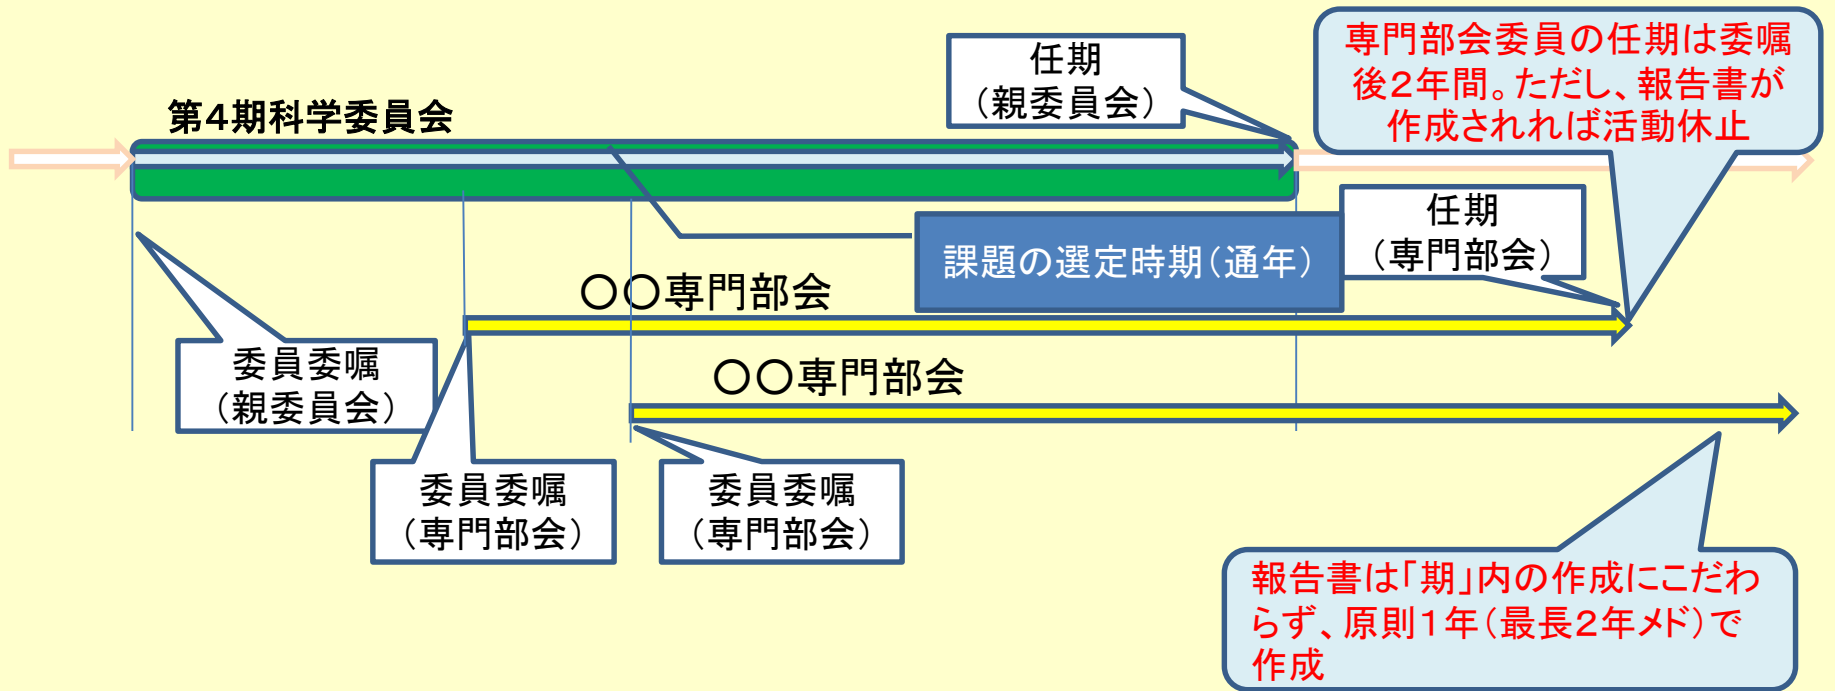 専門部会委員の任期は委嘱
後2年間。ただし、報告書が
作成されれば活動休止
任期
（親委員会）
第4期科学委員会
任期
（専門部会）
課題の選定時期（通年）
〇〇専門部会
委員委嘱
（親委員会）
〇〇専門部会
委員委嘱
（専門部会）
委員委嘱
（専門部会）
報告書は「期」内の作成にこだわ
らず、原則1年（最長2年メド）で
作成